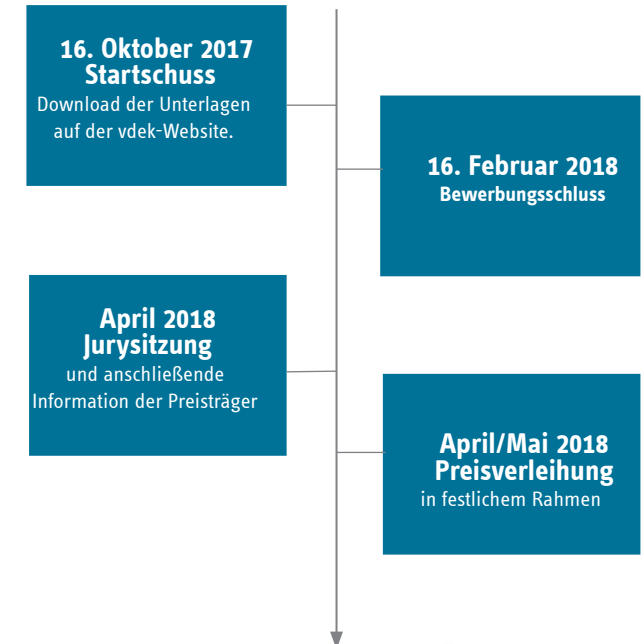 16. Oktober 2017
Startschuss
Download der Unterlagen
auf der vdek-Website.
16. Februar 2018
Bewerbungsschluss
April 2018
Jurysitzung
und anschließende
Information der Preisträger
April/Mai 2018
Preisverleihung
in festlichem Rahmen